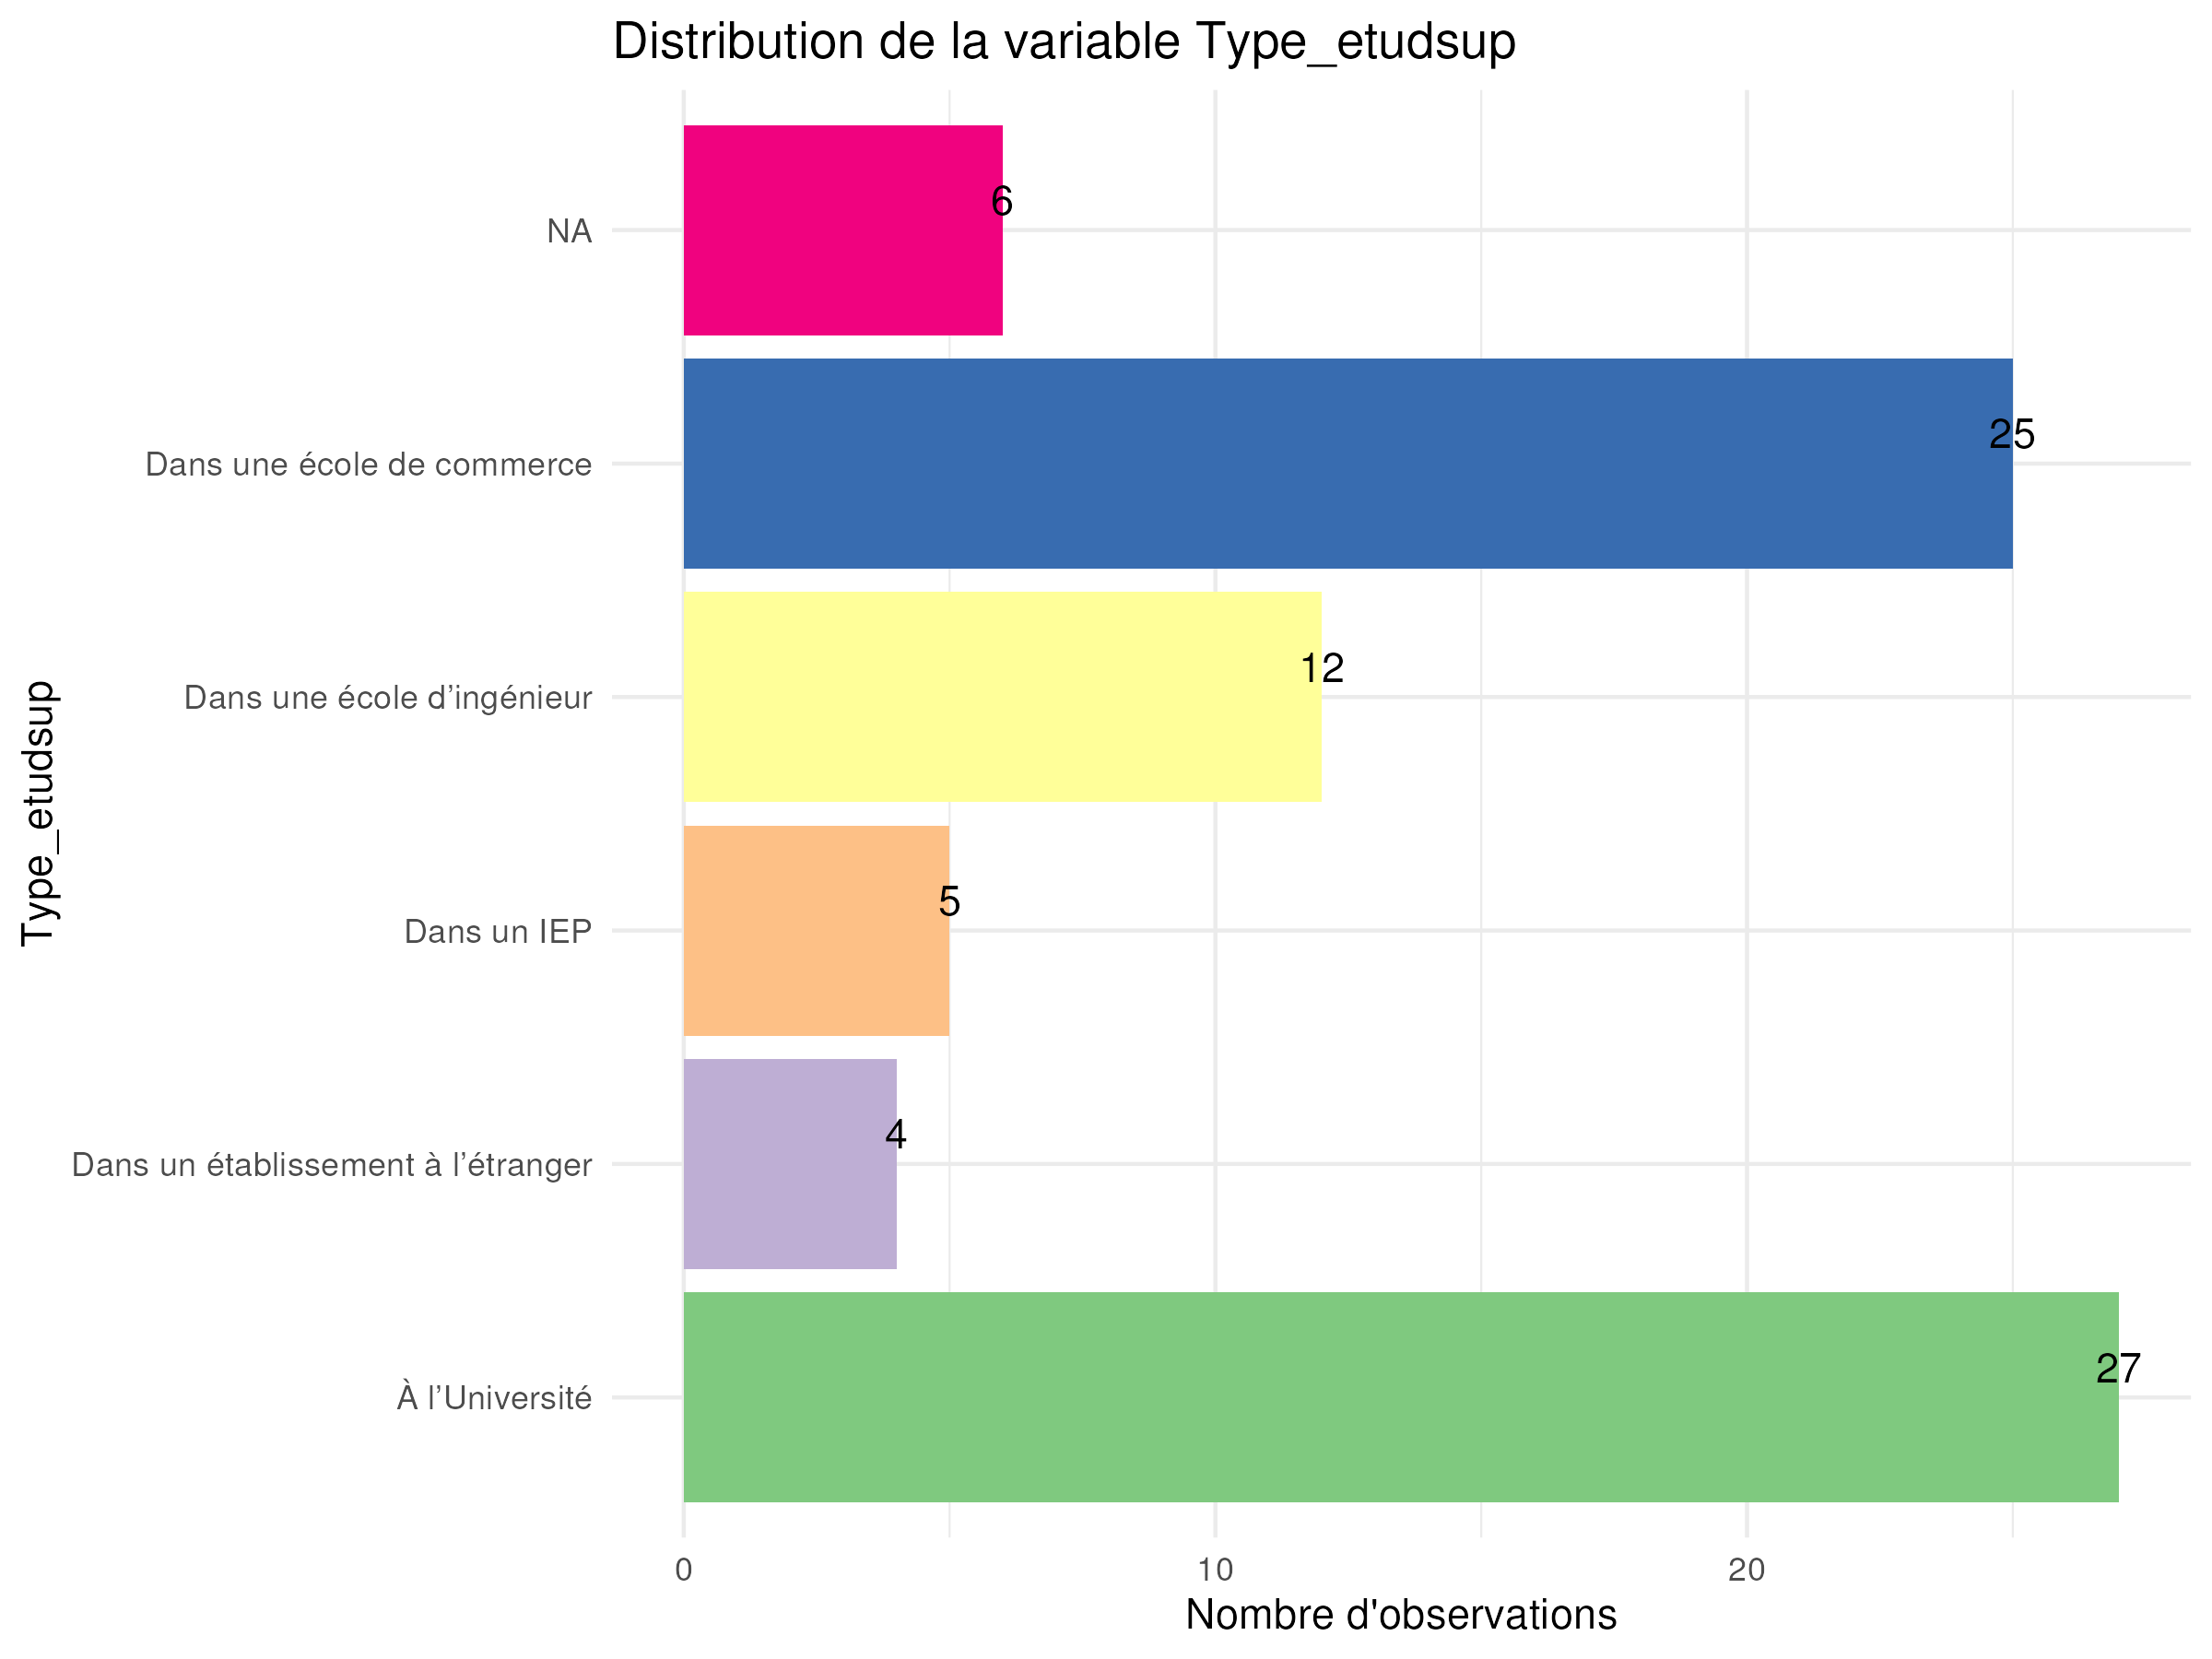 Distribution de la variable Type_etudsup
NA
6
Dans une école de commerce
25
Dans une école d’ingénieur
12
Dans un IEP
5
Dans un établissement à l’étranger
4
À l’Université
27
Type_etudsup
0
10
20
Nombre d'observations